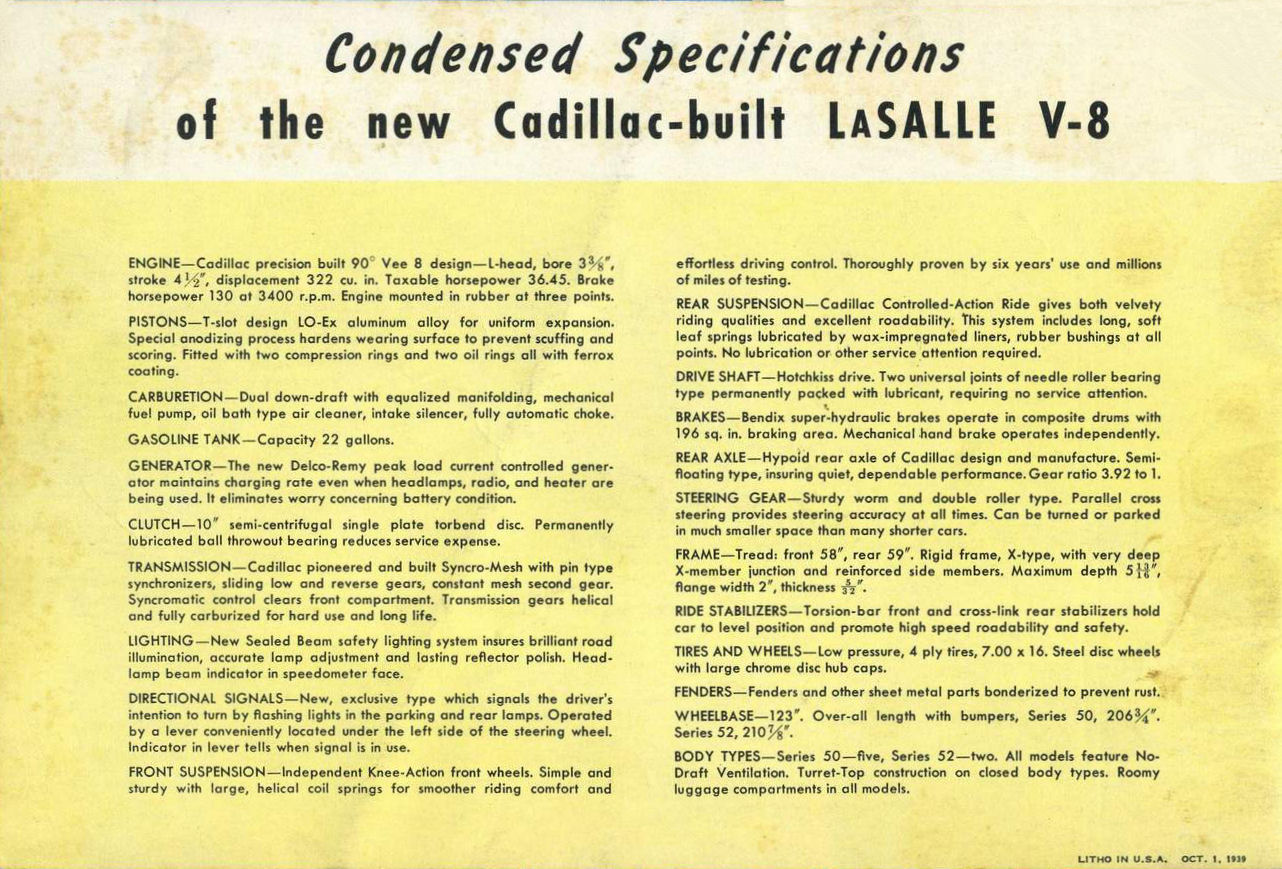 Condensed Specifications
of the new Cadillac-built LASALLE V-8
ENGINE—Cadillac precision built 90° Vee 8 design—L-head, bore 3⅜″,
stroke 4½″, displacement 322 cu. in. Taxable horsepower 36.45. Brake
horsepower 130 at 3400 r.p.m. Engine mounted in rubber at three points.
PISTONS—T-slot design LO-Ex aluminum alloy for uniform expansion.
Special anodizing process hardens wearing surface to prevent scuffing and
scoring. Fitted with two compression rings and two oil rings all with ferrox
coating.
CARBURETION—Dual down-draft with equalized manifolding, mechanical
fuel pump, oil bath type air cleaner, intake silencer, fully automatic choke.
GASOLINE TANK—Capacity 22 gallons.
GENERATOR—The new Delco-Remy peak load current controlled gener-
ator maintains charging rate even when headlamps, radio, and heater are
being used. It eliminates worry concerning battery condition.
CLUTCH—10″ semi-centrifugal single plate torbend disc. Permanently
lubricated ball throwout bearing reduces service expense.
TRANSMISSION—Cadillac pioneered and built Syncro-Mesh with pin type
synchronizers, sliding low and reverse gears, constant mesh second gear.
Syncromatic control clears front compartment. Transmission gears helical
and fully carburized for hard use and long life.
LIGHTING—New Sealed Beam safety lighting system insures brilliant road
illumination, accurate lamp adjustment and lasting reflector polish. Head-
lamp beam indicator in speedometer face.
DIRECTIONAL SIGNALS—New, exclusive type which signals the driver's
intention to turn by flashing lights in the parking and rear lamps. Operated
by a lever conveniently located under the left side of the steering wheel.
Indicator in lever tells when signal is in use.
FRONT SUSPENSION—Independent Knee-Action front wheels. Simple and
sturdy with large, helical coil springs for smoother riding comfort and
effortless driving control. Thoroughly proven by six years' use and millions
of miles of testing.
REAR SUSPENSION—Cadillac Controlled-Action Ride gives both velvety
riding qualities and excellent roadability. This system includes long, soft
leaf springs lubricated by wax-impregnated liners, rubber bushings at all
points. No lubrication or other service attention required.
DRIVE SHAFT—Hotchkiss drive. Two universal joints of needle roller bearing
type permanently packed with lubricant, requiring no service attention.
BRAKES—Bendix super-hydraulic brakes operate in composite drums with
196 sq. in. braking area. Mechanical hand brake operates independently.
REAR AXLE—Hypoid rear axle of Cadillac design and manufacture. Semi-
floating type, insuring quiet, dependable performance. Gear ratio 3.92 to 1.
STEERING GEAR—Sturdy worm and double roller type. Parallel cross
steering provides steering accuracy at all times. Can be turned or parked
in much smaller space than many shorter cars.
FRAME—Tread: front 58″, rear 59″. Rigid frame, X-type, with very deep
X-member junction and reinforced side members. Maximum depth 5 13/16″,
flange width 2″, thickness 5/32″.
RIDE STABILIZERS—Torsion-bar front and cross-link rear stabilizers hold
car to level position and promote high speed roadability and safety.
TIRES AND WHEELS—Low pressure, 4 ply tires, 7.00 x 16. Steel disc wheels
with large chrome disc hub caps.
FENDERS—Fenders and other sheet metal parts bonderized to prevent rust.
WHEELBASE—123″. Over-all length with bumpers, Series 50, 206¾″.
Series 52, 210⅞″.
BODY TYPES—Series 50—five, Series 52—two. All models feature No-
Draft Ventilation. Turret-Top construction on closed body types. Roomy
luggage compartments in all models.
LITHO IN U.S.A. OCT. 1, 1939